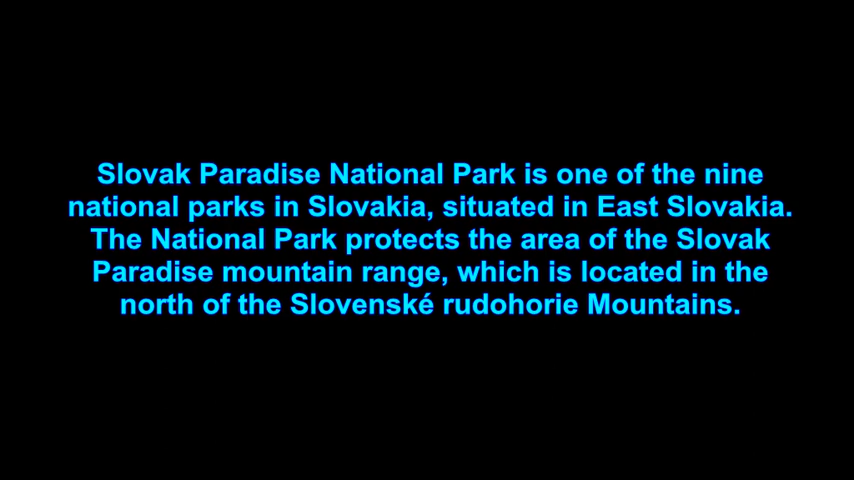 Slovak Paradise National Park is one of the nine
national parks in Slovakia, situated in East Slovakia.
The National Park protects the area of the Slovak
Paradise mountain range, which is located in the
north of the Slovenské rudohorie Mountains.